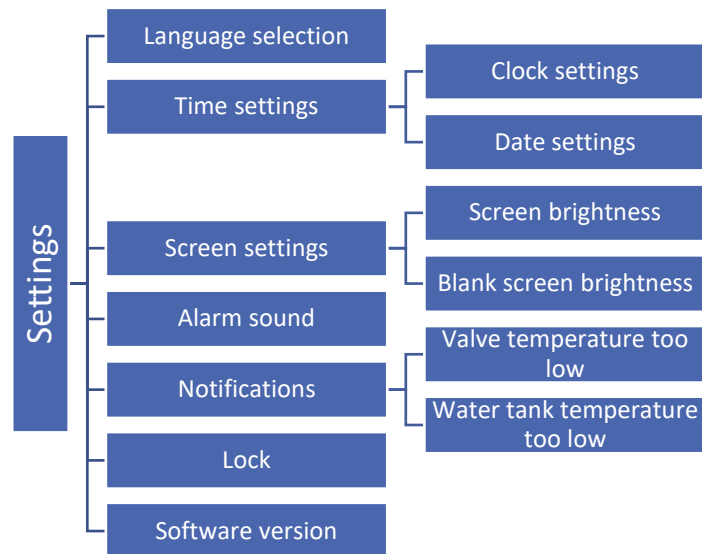 Settings
Language selection
Time settings
Clock settings
Date settings
Screen settings
Screen brightness
Blank screen brightness
Alarm sound
Notifications
Valve temperature too
low
Water tank temperature
too low
Lock
Software version